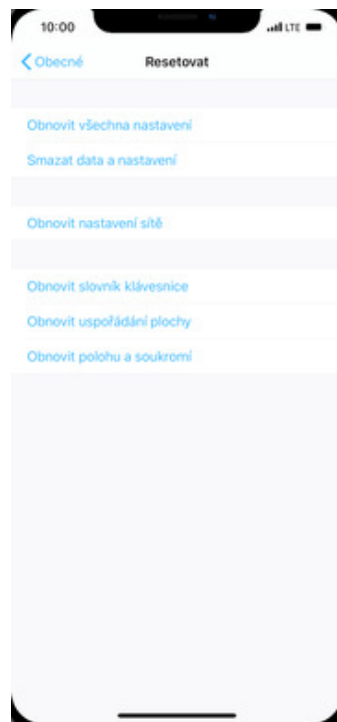 10:00 LTE
Obecné Resetovat
Obnovit všechna nastavení
Smazat data a nastavení
Obnovit nastavení sítě
Obnovit slovník klávesnice
Obnovit uspořádání plochy
Obnovit polohu a soukromí